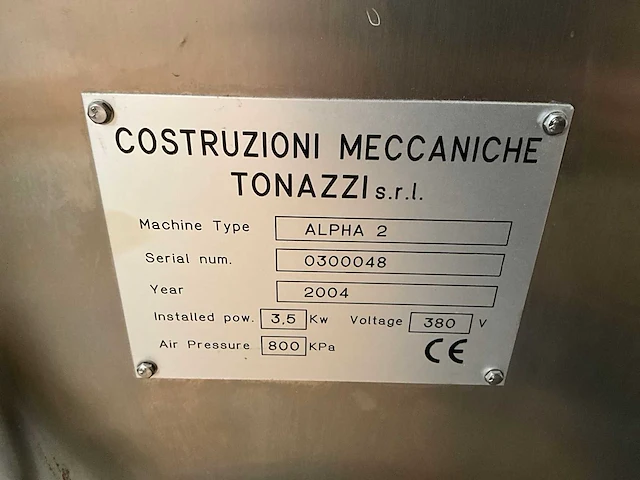 COSTRUZIONI MECCANICHE
TONAZZI s.r.l.
Machine Type ALPHA 2
Serial num. 0300048
Year 2004
Installed pow. 3,5 Kw Voltage 380 V
Air Pressure 800 KPa CE